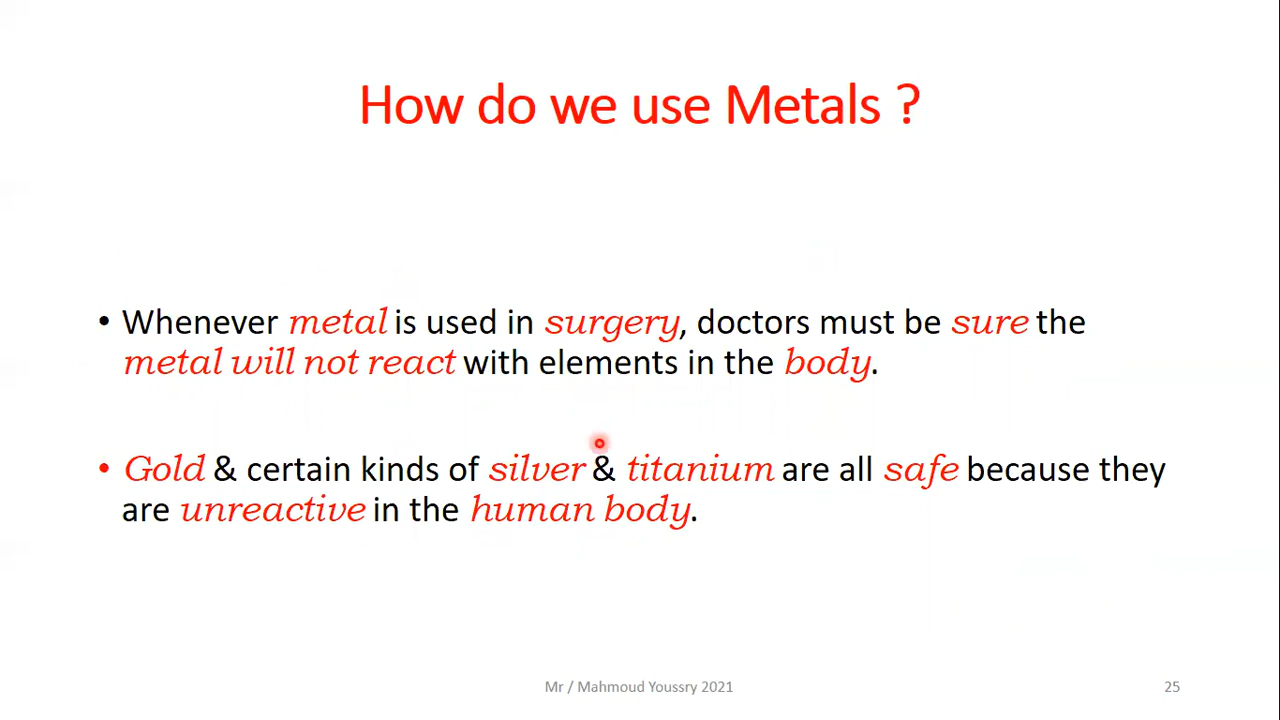 How do we use Metals ?
• Whenever metal is used in surgery, doctors must be sure the
metal will not react with elements in the body.
• Gold & certain kinds of silver & titanium are all safe because they
are unreactive in the human body.
Mr / Mahmoud Youssry 2021
25